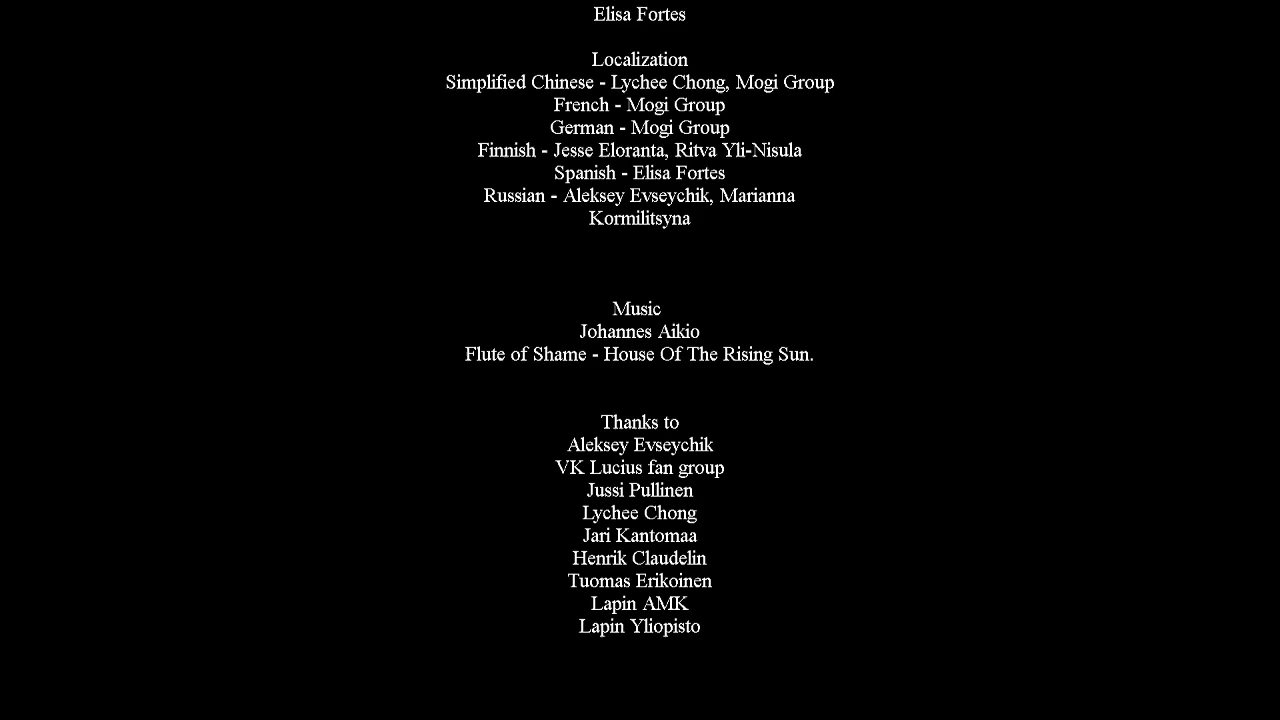 Elisa Fortes
Localization
Simplified Chinese - Lychee Chong, Mogi Group
French - Mogi Group
German - Mogi Group
Finnish - Jesse Eloranta, Ritva Yli-Nisula
Spanish - Elisa Fortes
Russian - Aleksey Evseychik, Marianna
Kormilitsyna
Music
Johannes Aikio
Flute of Shame - House Of The Rising Sun.
Thanks to
Aleksey Evseychik
VK Lucius fan group
Jussi Pullinen
Lychee Chong
Jari Kantomaa
Henrik Claudelin
Tuomas Erikoinen
Lapin AMK
Lapin Yliopisto